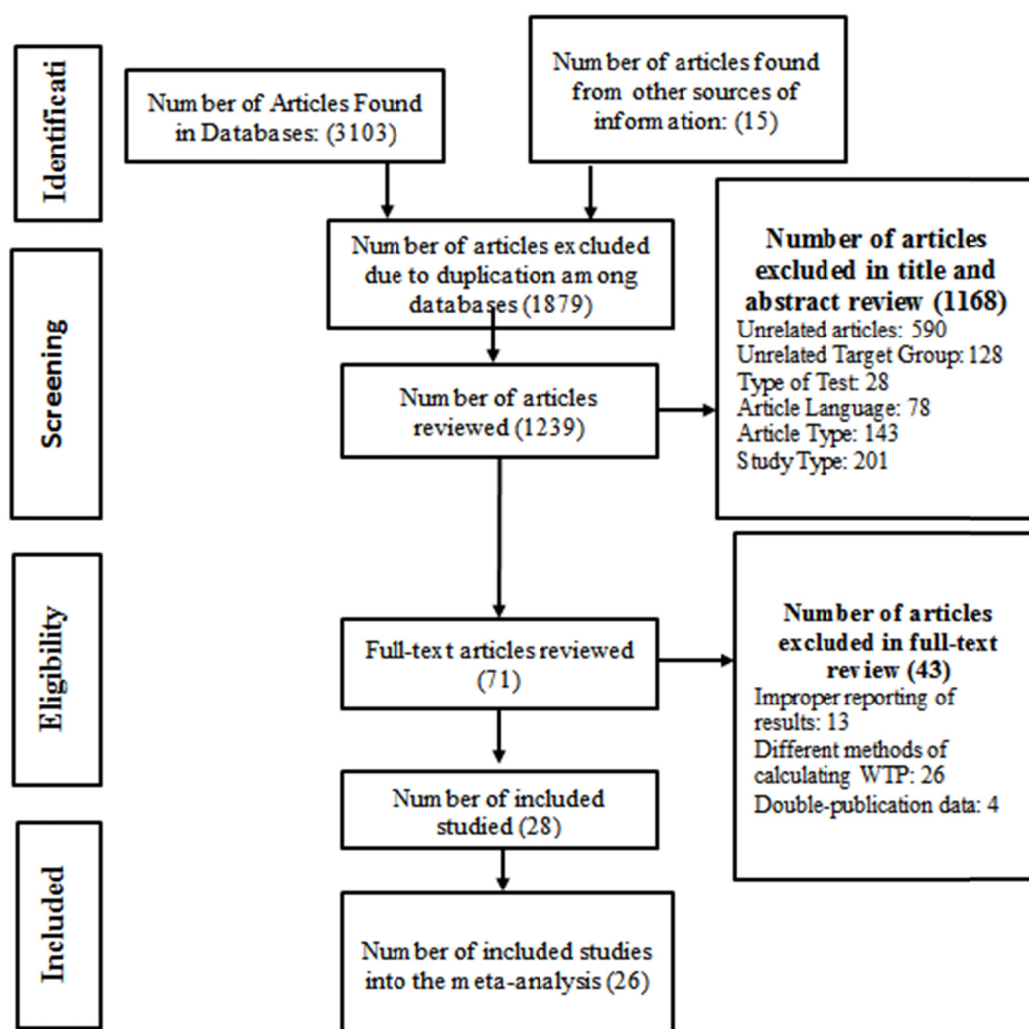 Identificati
Number of Articles Found
in Databases: (3103)
Number of articles found
from other sources of
information: (15)
Screening
Number of articles excluded
due to duplication among
databases (1879)
Number of articles
reviewed (1239)
Number of articles
excluded in title and
abstract review (1168)
Unrelated articles: 590
Unrelated Target Group: 128
Type of Test: 28
Article Language: 78
Article Type: 143
Study Type: 201
Eligibility
Full-text articles reviewed
(71)
Number of articles
excluded in full-text
review (43)
Improper reporting of
results: 13
Different methods of
calculating WTP: 26
Double-publication data: 4
Number of included
studied (28)
Included
Number of included studies
into the meta-analysis (26)